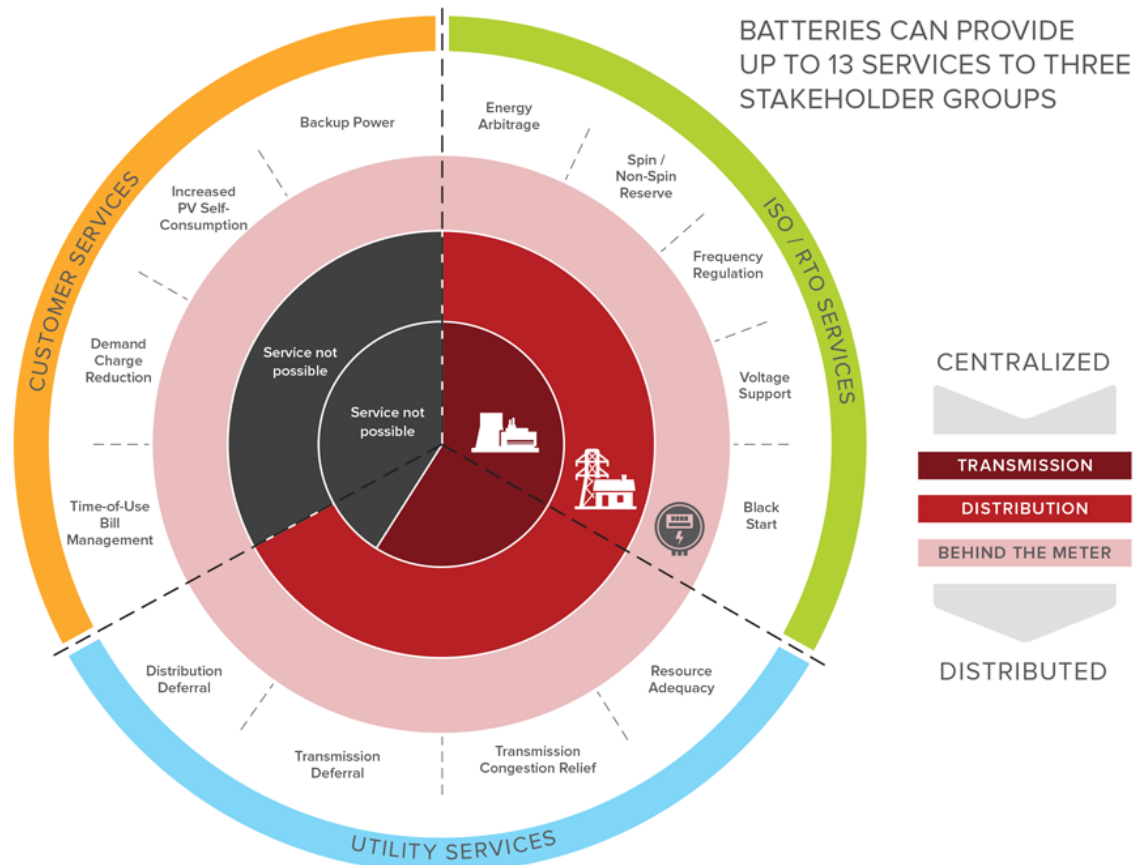 BATTERIES CAN PROVIDE
UP TO 13 SERVICES TO THREE
STAKEHOLDER GROUPS
CUSTOMER SERVICES
ISO / RTO SERVICES
UTILITY SERVICES
Backup Power
Increased
PV Self-
Consumption
Demand
Charge
Reduction
Time-of-Use
Bill
Management
Energy
Arbitrage
Spin /
Non-Spin
Reserve
Frequency
Regulation
Voltage
Support
Black
Start
Resource
Adequacy
Transmission
Congestion Relief
Transmission
Deferral
Distribution
Deferral
Service not
possible
Service not
possible
CENTRALIZED
TRANSMISSION
DISTRIBUTION
BEHIND THE METER
DISTRIBUTED